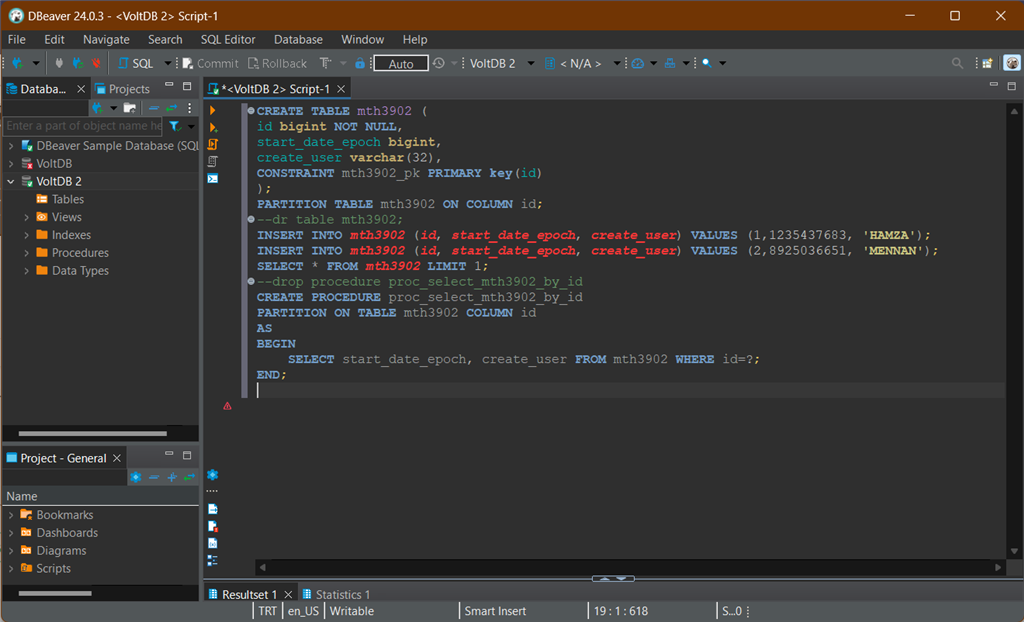 DBeaver 24.0.3 - <VoltDB 2> Script-1
File Edit Navigate Search SQL Editor Database Window Help
SQL Commit Rollback Auto VoltDB 2 < N/A >
Databa... Projects
*<VoltDB 2> Script-1
Enter a part of object name he
DBeaver Sample Database (SQL
VoltDB
VoltDB 2
Tables
Views
Indexes
Procedures
Data Types
CREATE TABLE mth3902 (
id bigint NOT NULL,
start_date_epoch bigint,
create_user varchar(32),
CONSTRAINT mth3902_pk PRIMARY key(id)
);
PARTITION TABLE mth3902 ON COLUMN id;
--dr table mth3902;
INSERT INTO mth3902 (id, start_date_epoch, create_user) VALUES (1,1235437683, 'HAMZA');
INSERT INTO mth3902 (id, start_date_epoch, create_user) VALUES (2,8925036651, 'MENNAN');
SELECT * FROM mth3902 LIMIT 1;
--drop procedure proc_select_mth3902_by_id
CREATE PROCEDURE proc_select_mth3902_by_id
PARTITION ON TABLE mth3902 COLUMN id
AS
BEGIN
SELECT start_date_epoch, create_user FROM mth3902 WHERE id=?;
END;
Project - General
Name
Bookmarks
Dashboards
Diagrams
Scripts
Resultset 1 Statistics 1
TRT en_US Writable Smart Insert 19 : 1 : 618 S...0